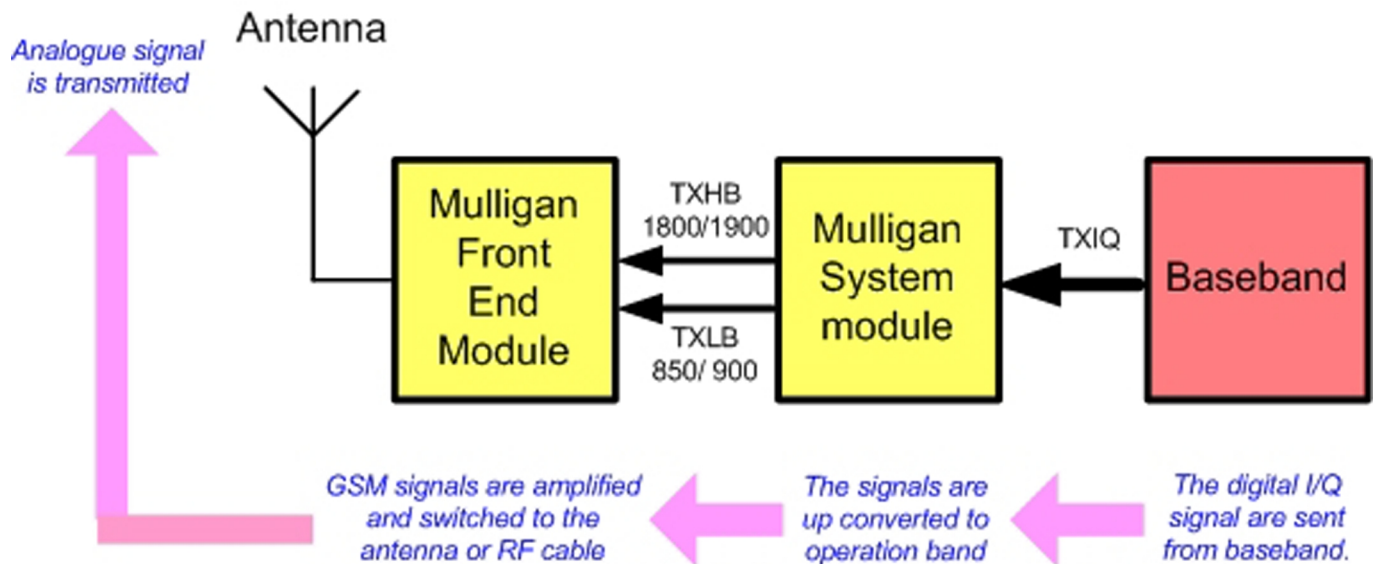 Antenna
Analogue signal
is transmitted
Mulligan
Front
End
Module
TXHB
1800/1900
TXLB
850/ 900
Mulligan
System
module
TXIQ
Baseband
GSM signals are amplified
and switched to the
antenna or RF cable
The signals are
up converted to
operation band
The digital I/Q
signal are sent
from baseband.